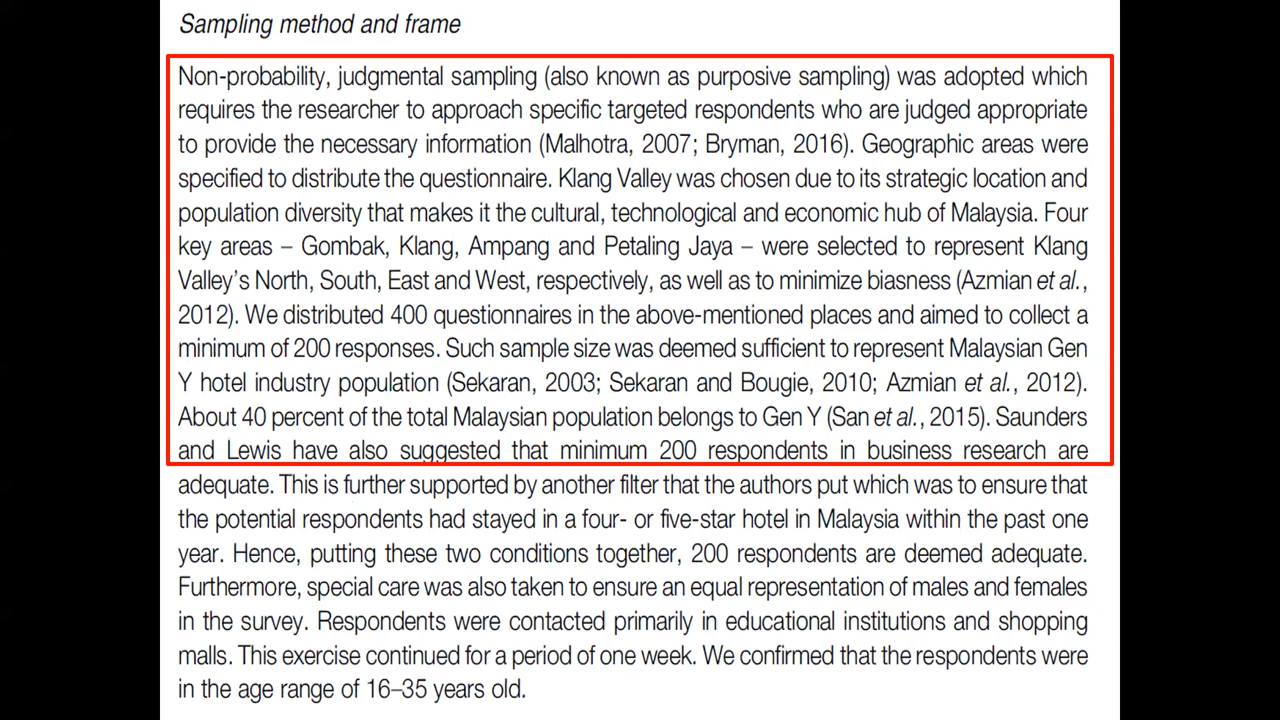 Sampling method and frame
Non-probability, judgmental sampling (also known as purposive sampling) was adopted which
requires the researcher to approach specific targeted respondents who are judged appropriate
to provide the necessary information (Malhotra, 2007; Bryman, 2016). Geographic areas were
specified to distribute the questionnaire. Klang Valley was chosen due to its strategic location and
population diversity that makes it the cultural, technological and economic hub of Malaysia. Four
key areas – Gombak, Klang, Ampang and Petaling Jaya – were selected to represent Klang
Valley’s North, South, East and West, respectively, as well as to minimize biasness (Azmian et al.,
2012). We distributed 400 questionnaires in the above-mentioned places and aimed to collect a
minimum of 200 responses. Such sample size was deemed sufficient to represent Malaysian Gen
Y hotel industry population (Sekaran, 2003; Sekaran and Bougie, 2010; Azmian et al., 2012).
About 40 percent of the total Malaysian population belongs to Gen Y (San et al., 2015). Saunders
and Lewis have also suggested that minimum 200 respondents in business research are
adequate. This is further supported by another filter that the authors put which was to ensure that
the potential respondents had stayed in a four- or five-star hotel in Malaysia within the past one
year. Hence, putting these two conditions together, 200 respondents are deemed adequate.
Furthermore, special care was also taken to ensure an equal representation of males and females
in the survey. Respondents were contacted primarily in educational institutions and shopping
malls. This exercise continued for a period of one week. We confirmed that the respondents were
in the age range of 16–35 years old.